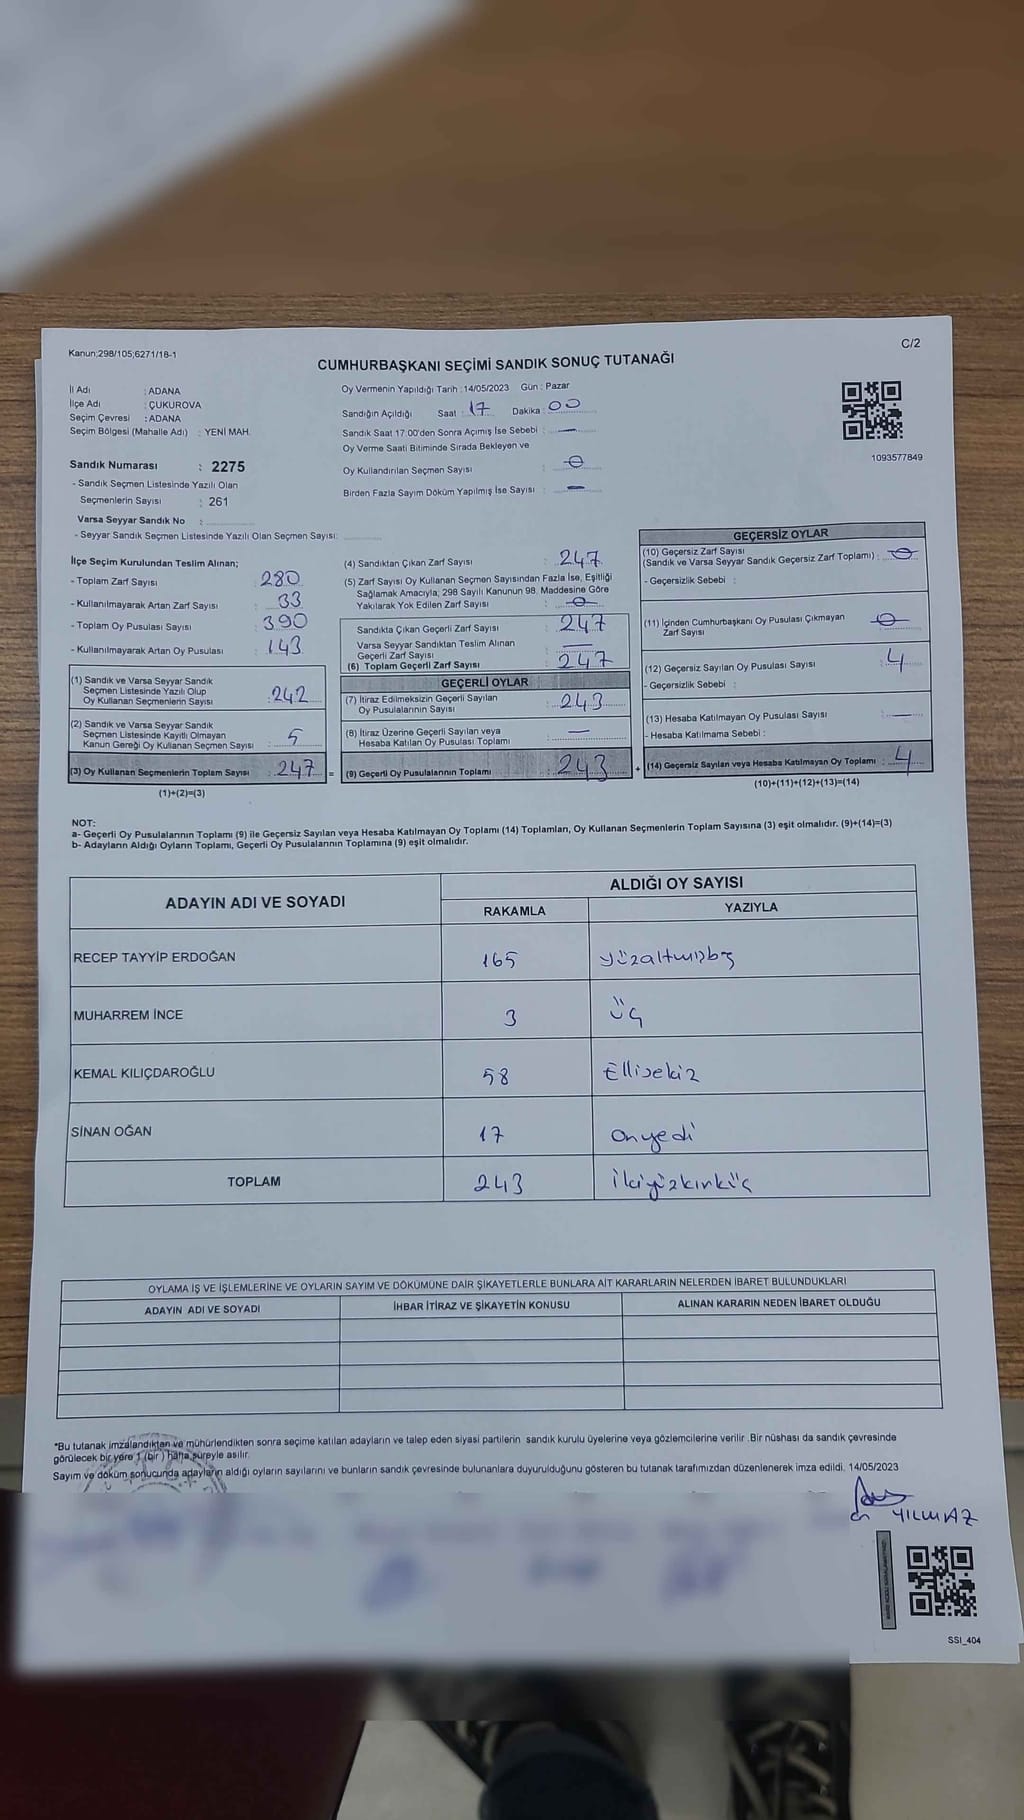 Kanun:298/105;6271/18-1
C/2
CUMHURBAŞKANI SEÇİMİ SANDIK SONUÇ TUTANAĞI
İl Adı : ADANA
İlçe Adı : ÇUKUROVA
Seçim Çevresi : ADANA
Seçim Bölgesi (Mahalle Adı) : YENİ MAH.
Sandık Numarası : 2275
- Sandık Seçmen Listesinde Yazılı Olan
Seçmenlerin Sayısı : 261
Varsa Seyyar Sandık No :
- Seyyar Sandık Seçmen Listesinde Yazılı Olan Seçmen Sayısı:
Oy Vermenin Yapıldığı Tarih : 14/05/2023 Gün : Pazar
Sandığın Açıldığı Saat : 17 Dakika : 00
Sandık Saat 17.00'den Sonra Açımış İse Sebebi : —
Oy Verme Saati Bitiminde Sırada Bekleyen ve
Oy Kullandırılan Seçmen Sayısı : 0
Birden Fazla Sayım Döküm Yapılmış İse Sayısı : —
1093577849
İlçe Seçim Kurulundan Teslim Alınan;
- Toplam Zarf Sayısı : 280
- Kullanılmayarak Artan Zarf Sayısı : 33
- Toplam Oy Pusulası Sayısı : 390
- Kullanılmayarak Artan Oy Pusulası : 143
(1) Sandık ve Varsa Seyyar Sandık
Seçmen Listesinde Yazılı Olup
Oy Kullanan Seçmenlerin Sayısı : 242
(2) Sandık ve Varsa Seyyar Sandık
Seçmen Listesinde Kayıtlı Olmayan
Kanun Gereği Oy Kullanan Seçmen Sayısı : 5
(3) Oy Kullanan Seçmenlerin Toplam Sayısı : 247 =
(1)+(2)=(3)
(4) Sandıktan Çıkan Zarf Sayısı : 247
(5) Zarf Sayısı Oy Kullanan Seçmen Sayısından Fazla İse, Eşitliği
Sağlamak Amacıyla; 298 Sayılı Kanunun 98. Maddesine Göre
Yakılarak Yok Edilen Zarf Sayısı : 0
Sandıkta Çıkan Geçerli Zarf Sayısı : 247
Varsa Seyyar Sandıktan Teslim Alınan
Geçerli Zarf Sayısı : —
(6) Toplam Geçerli Zarf Sayısı : 247
GEÇERLİ OYLAR
(7) İtiraz Edilmeksizin Geçerli Sayılan
Oy Pusulalarının Sayısı : 243
(8) İtiraz Üzerine Geçerli Sayılan veya
Hesaba Katılan Oy Pusulası Toplamı : —
(9) Geçerli Oy Pusulalarının Toplamı : 243 +
GEÇERSİZ OYLAR
(10) Geçersiz Zarf Sayısı
(Sandık ve Varsa Seyyar Sandık Geçersiz Zarf Toplamı) : 0
- Geçersizlik Sebebi :
(11) İçinden Cumhurbaşkanı Oy Pusulası Çıkmayan
Zarf Sayısı : 0
(12) Geçersiz Sayılan Oy Pusulası Sayısı : 4
- Geçersizlik Sebebi :
(13) Hesaba Katılmayan Oy Pusulası Sayısı : —
- Hesaba Katılmama Sebebi :
(14) Geçersiz Sayılan veya Hesaba Katılmayan Oy Toplamı : 4
(10)+(11)+(12)+(13)=(14)
NOT:
a- Geçerli Oy Pusulalarının Toplamı (9) ile Geçersiz Sayılan veya Hesaba Katılmayan Oy Toplamı (14) Toplamları, Oy Kullanan Seçmenlerin Toplam Sayısına (3) eşit olmalıdır. (9)+(14)=(3)
b- Adayların Aldığı Oyların Toplamı, Geçerli Oy Pusulalarının Toplamına (9) eşit olmalıdır.
ADAYIN ADI VE SOYADI
ALDIĞI OY SAYISI
RAKAMLA YAZIYLA
RECEP TAYYİP ERDOĞAN 165 yüzaltmışbş
MUHARREM İNCE 3 üç
KEMAL KILIÇDAROĞLU 58 Ellisekiz
SİNAN OĞAN 17 onyedi
TOPLAM 243 ikiyüzkırküç
OYLAMA İŞ VE İŞLEMLERİNE VE OYLARIN SAYIM VE DÖKÜMÜNE DAİR ŞİKAYETLERLE BUNLARA AİT KARARLARIN NELERDEN İBARET BULUNDUKLARI
ADAYIN ADI VE SOYADI İHBAR İTİRAZ VE ŞİKAYETİN KONUSU ALINAN KARARIN NEDEN İBARET OLDUĞU
*Bu tutanak imzalandıktan ve mühürlendikten sonra seçime katılan adayların ve talep eden siyasi partilerin sandık kurulu üyelerine veya gözlemcilerine verilir .Bir nüshası da sandık çevresinde
görülecek bir yere 1 (bir ) hafta süreyle asılır.
Sayım ve döküm sonucunda adayların aldığı oyların sayılarını ve bunların sandık çevresinde bulunanlara duyurulduğunu gösteren bu tutanak tarafımızdan düzenlenerek imza edildi. 14/05/2023
YILMAZ
SSI_404